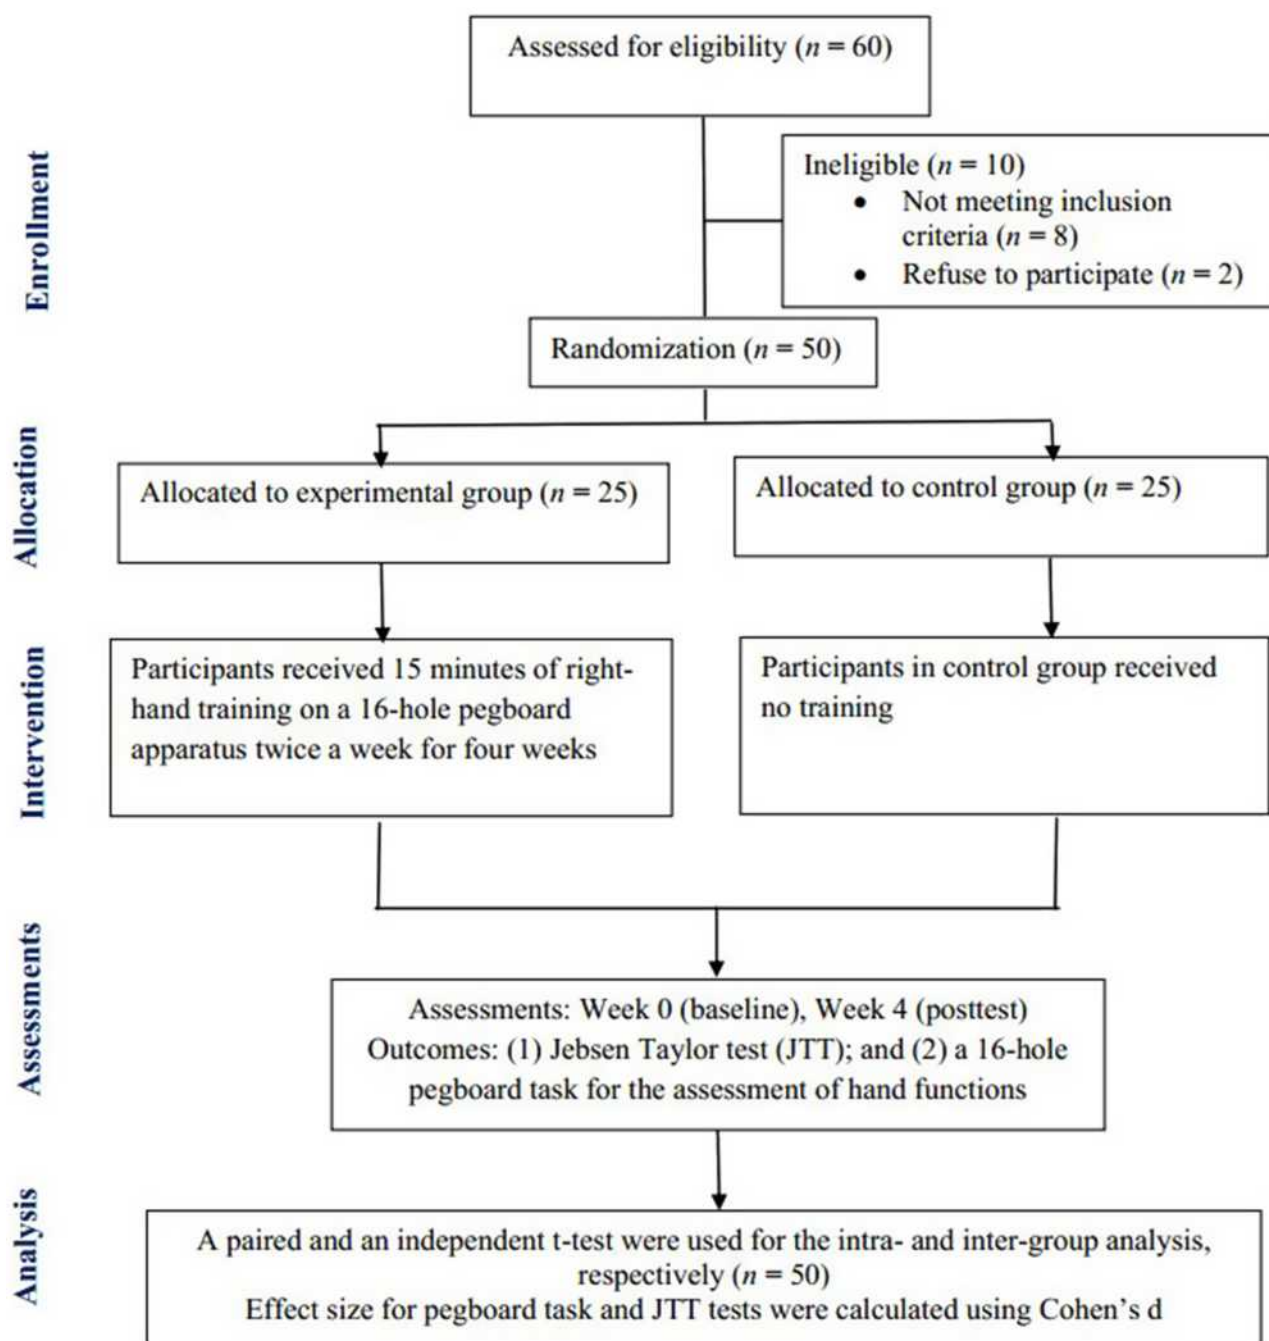 Assessed for eligibility (n = 60)
Enrollment
Ineligible (n = 10)
• Not meeting inclusion
criteria (n = 8)
• Refuse to participate (n = 2)
Randomization (n = 50)
Allocation
Allocated to experimental group (n = 25)
Allocated to control group (n = 25)
Intervention
Participants received 15 minutes of right-
hand training on a 16-hole pegboard
apparatus twice a week for four weeks
Participants in control group received
no training
Assessments
Assessments: Week 0 (baseline), Week 4 (posttest)
Outcomes: (1) Jebsen Taylor test (JTT); and (2) a 16-hole
pegboard task for the assessment of hand functions
Analysis
A paired and an independent t-test were used for the intra- and inter-group analysis,
respectively (n = 50)
Effect size for pegboard task and JTT tests were calculated using Cohen's d